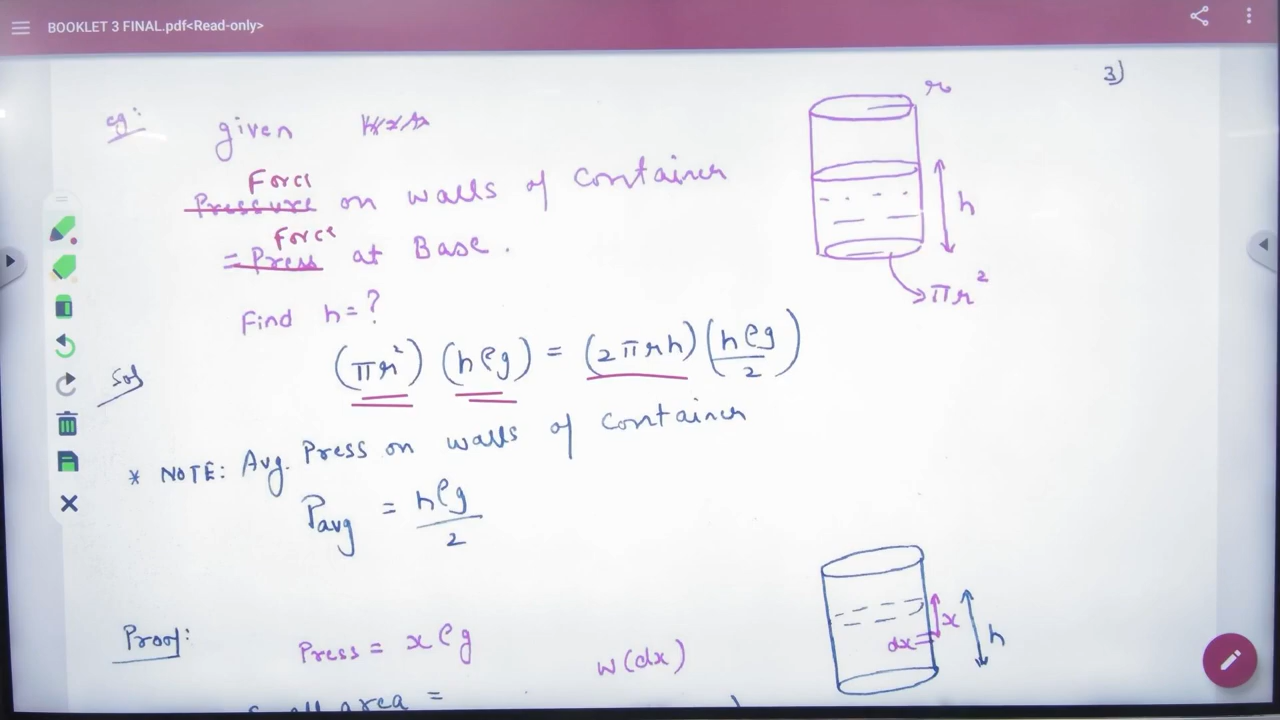 BOOKLET 3 FINAL.pdf<Read-only>
3)
eg:
given
r
Force
Pressure on walls of container
Force
= Press at Base.
h
πr²
Find h = ?
Sol
(πr²) (hρg) = (2πrh) (hρg/2)
* NOTE: Avg. Press on walls of container
Pavg = hρg/2
Proof:
Press = xρg
w(dx)
x
dx
h
area =